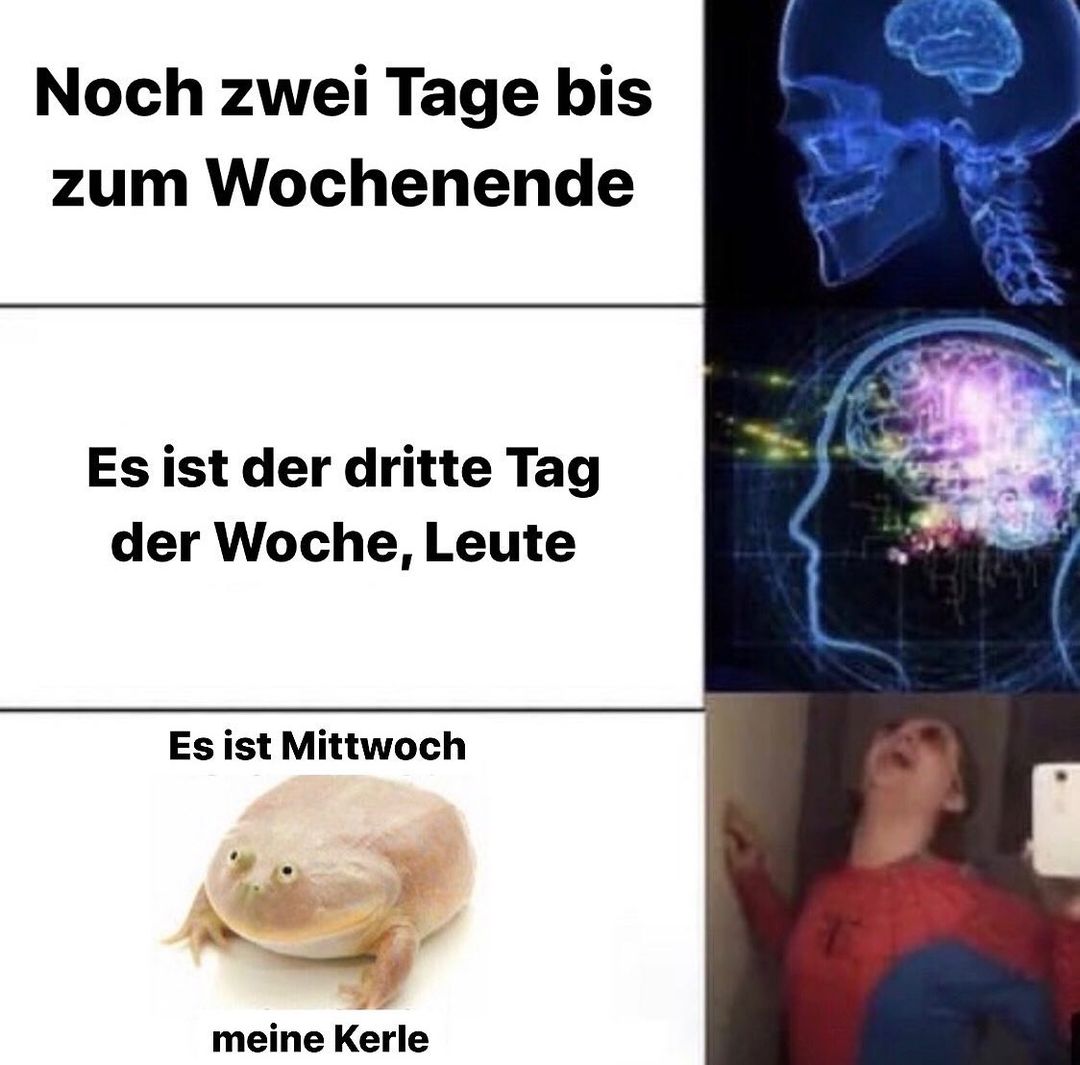 Noch zwei Tage bis
zum Wochenende
Es ist der dritte Tag
der Woche, Leute
Es ist Mittwoch
meine Kerle